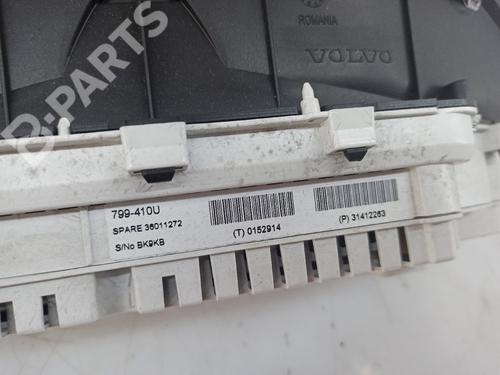 ROMANIA
VOLVO
B-PARTS
799-410U
SPARE 36011272
S/No BK9KB
(T) 0152914
(P) 31412263